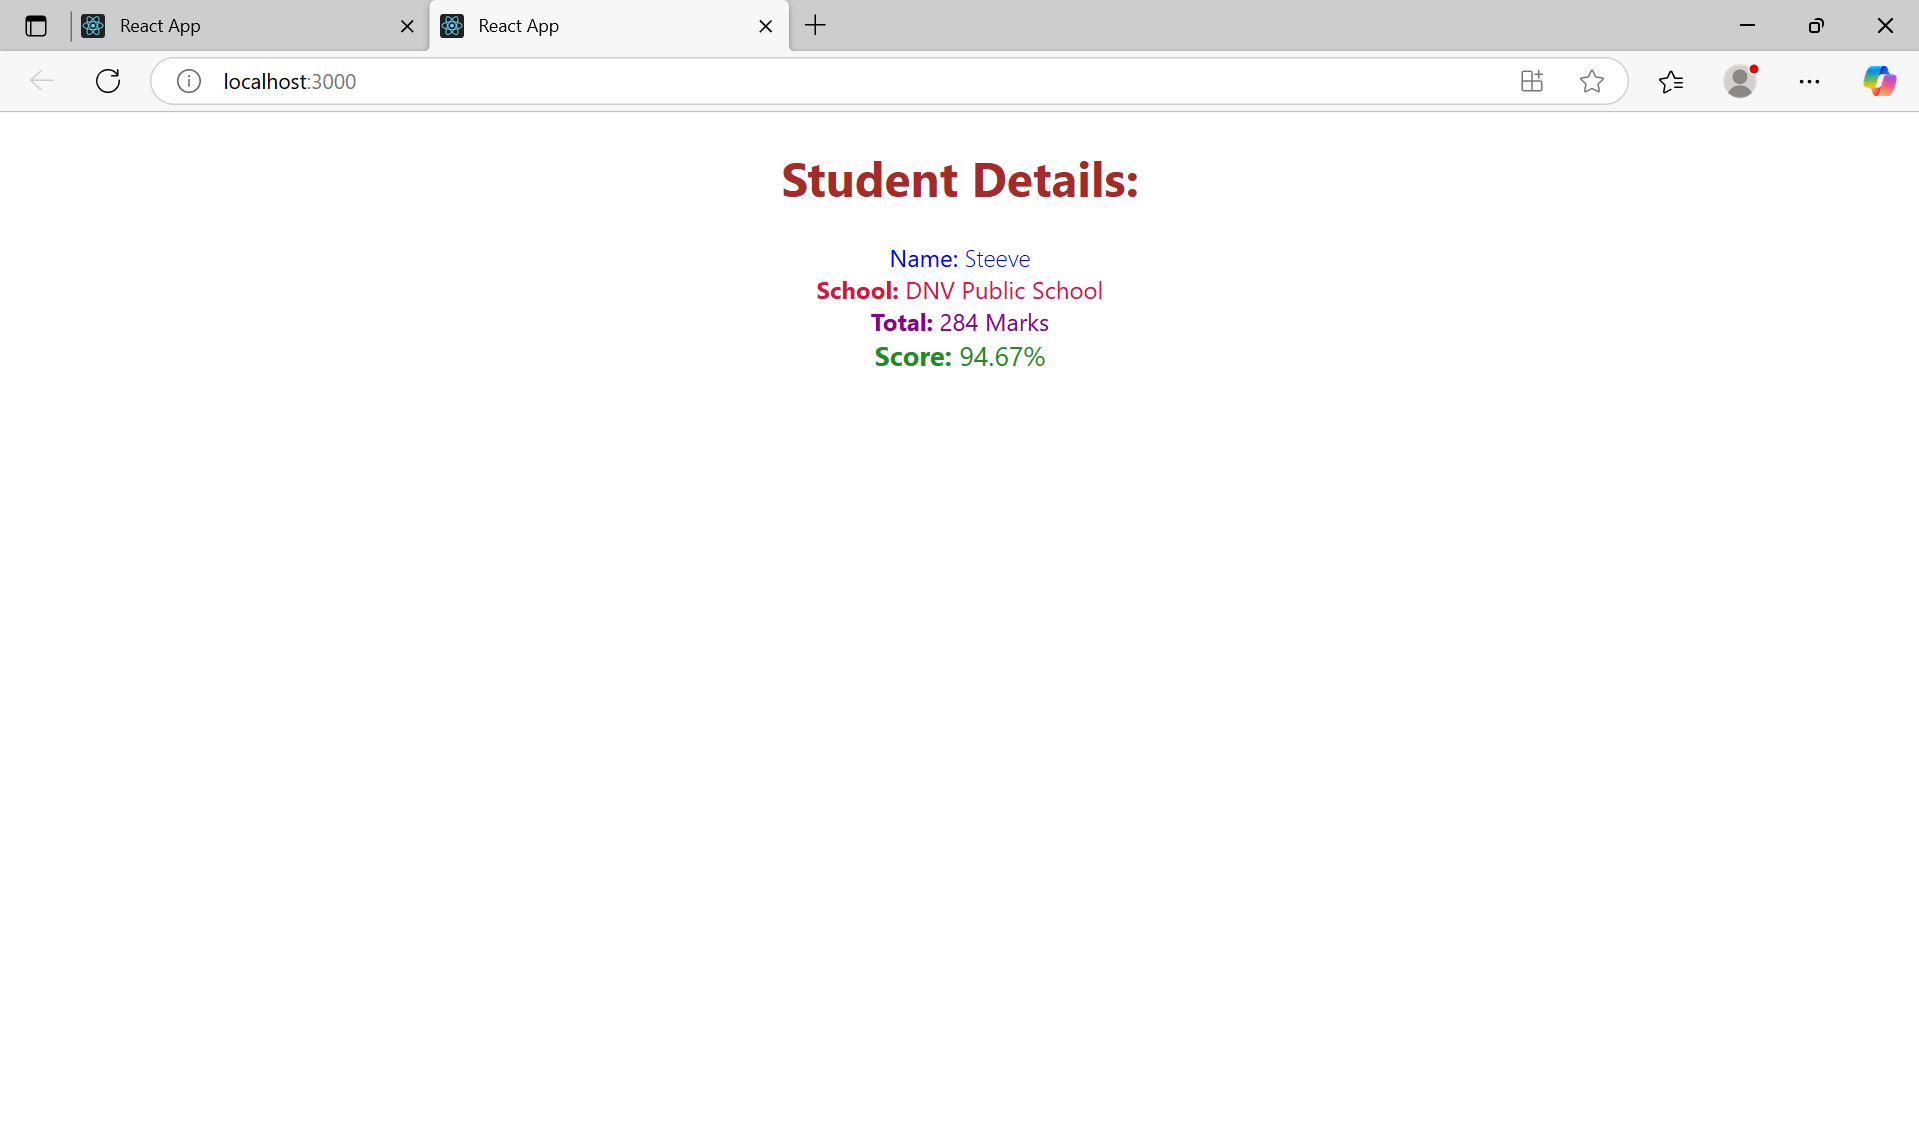 React App
React App
localhost:3000
Student Details:
Name: Steeve
School: DNV Public School
Total: 284 Marks
Score: 94.67%